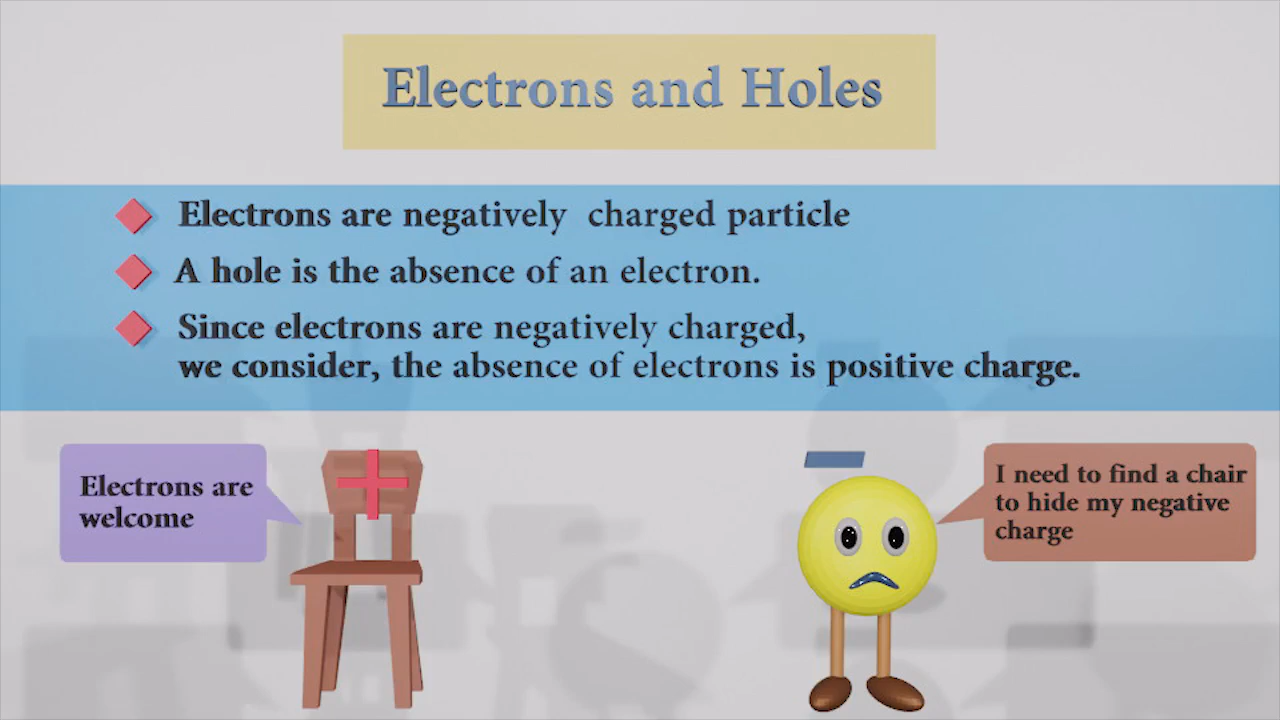 Electrons and Holes
Electrons are negatively charged particle
A hole is the absence of an electron.
Since electrons are negatively charged,
we consider, the absence of electrons is positive charge.
Electrons are
welcome
I need to find a chair
to hide my negative
charge